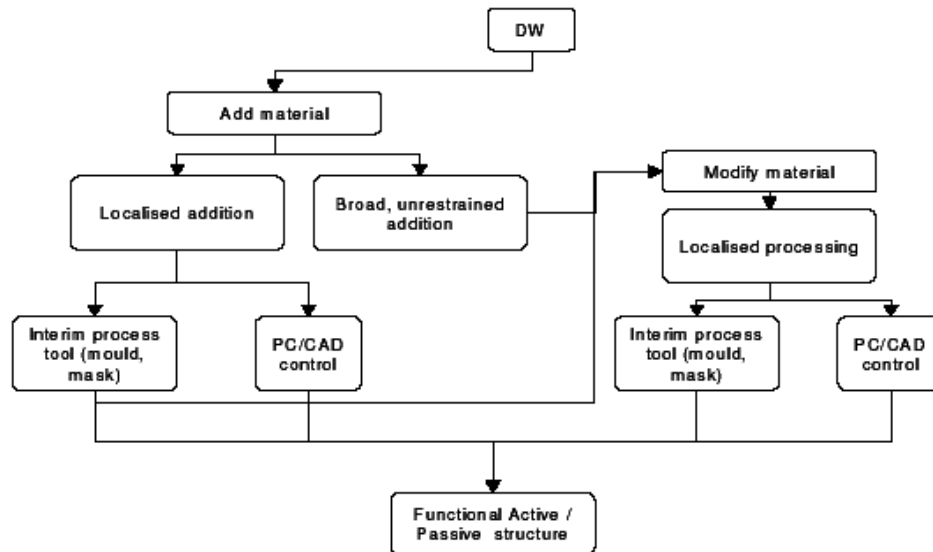 DW
Add material
Modify material
Localised addition
Broad, unrestrained
addition
Localised processing
Interim process
tool (mould,
mask)
PC/CAD
control
Interim process
tool (mould,
mask)
PC/CAD
control
Functional Active /
Passive structure